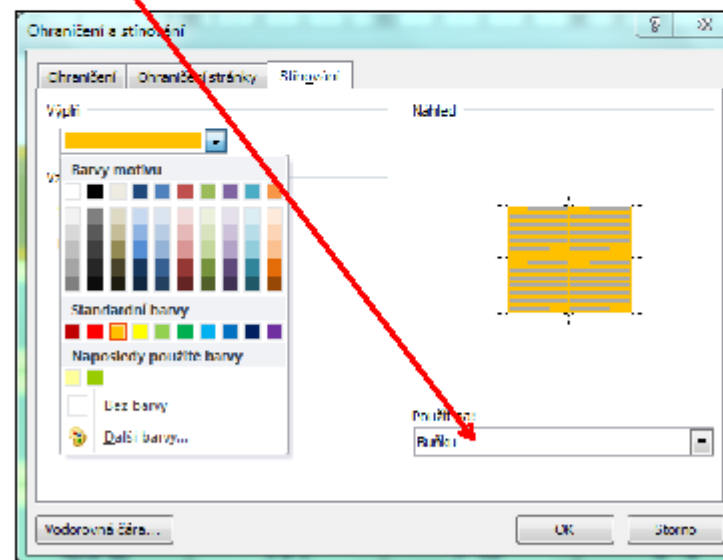 Ohraničení a stínování
Ohraničení Ohraničení stránky Stínování
Výplň
Náhled
Barvy motivu
Standardní barvy
Naposledy použité barvy
Bez barvy
Další barvy...
Použít na:
Buňku
Vodorovná čára...
OK
Storno